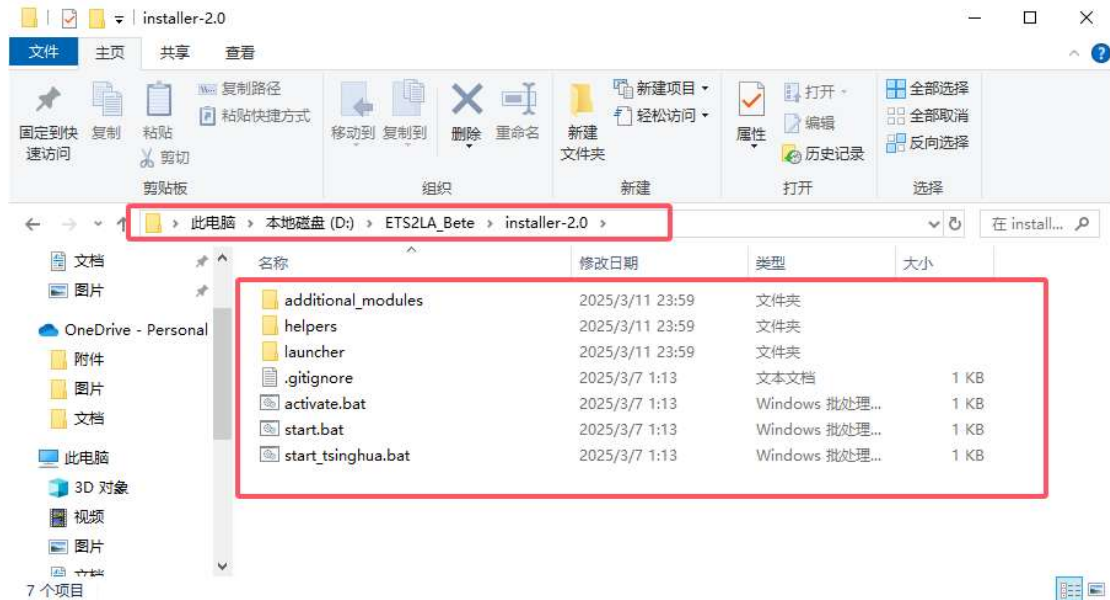 installer-2.0
文件 主页 共享 查看
固定到快速访问 复制 粘贴 复制路径 粘贴快捷方式 剪切 移动到 复制到 删除 重命名 新建文件夹 新建项目 轻松访问 属性 打开 编辑 历史记录 全部选择 全部取消 反向选择
剪贴板 组织 新建 打开 选择
此电脑 本地磁盘 (D:) ETS2LA_Bete installer-2.0 在 install...
文档
图片
OneDrive - Personal
附件
图片
文档
此电脑
3D 对象
视频
图片
名称 修改日期 类型 大小
additional_modules 2025/3/11 23:59 文件夹
helpers 2025/3/11 23:59 文件夹
launcher 2025/3/11 23:59 文件夹
.gitignore 2025/3/7 1:13 文本文档 1 KB
activate.bat 2025/3/7 1:13 Windows 批处理... 1 KB
start.bat 2025/3/7 1:13 Windows 批处理... 1 KB
start_tsinghua.bat 2025/3/7 1:13 Windows 批处理... 1 KB
7 个项目